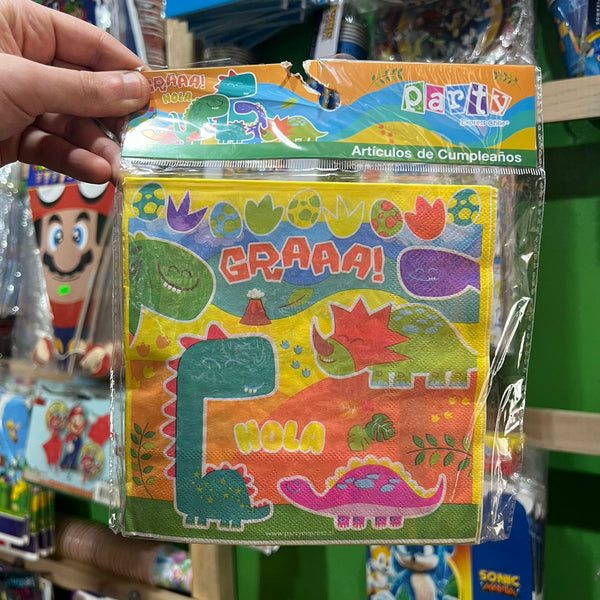 GRAAA!
HOLA
party
Artículos de Cumpleaños
GRAAA!
HOLA
SONIC